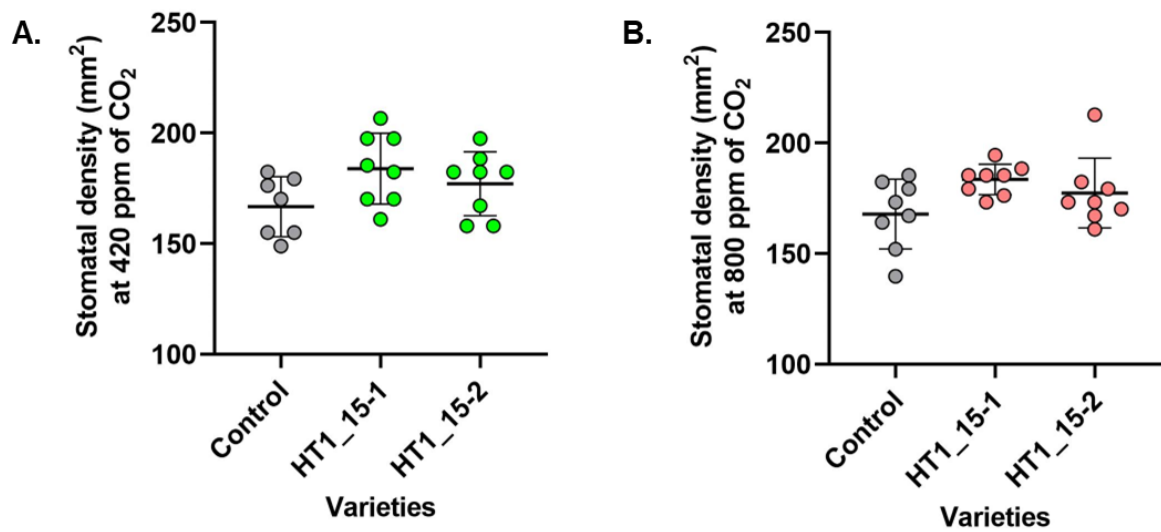 A.
Stomatal density (mm²)
at 420 ppm of CO₂
250
200
150
100
Control
HT1_15-1
HT1_15-2
Varieties
B.
Stomatal density (mm²)
at 800 ppm of CO₂
250
200
150
100
Control
HT1_15-1
HT1_15-2
Varieties